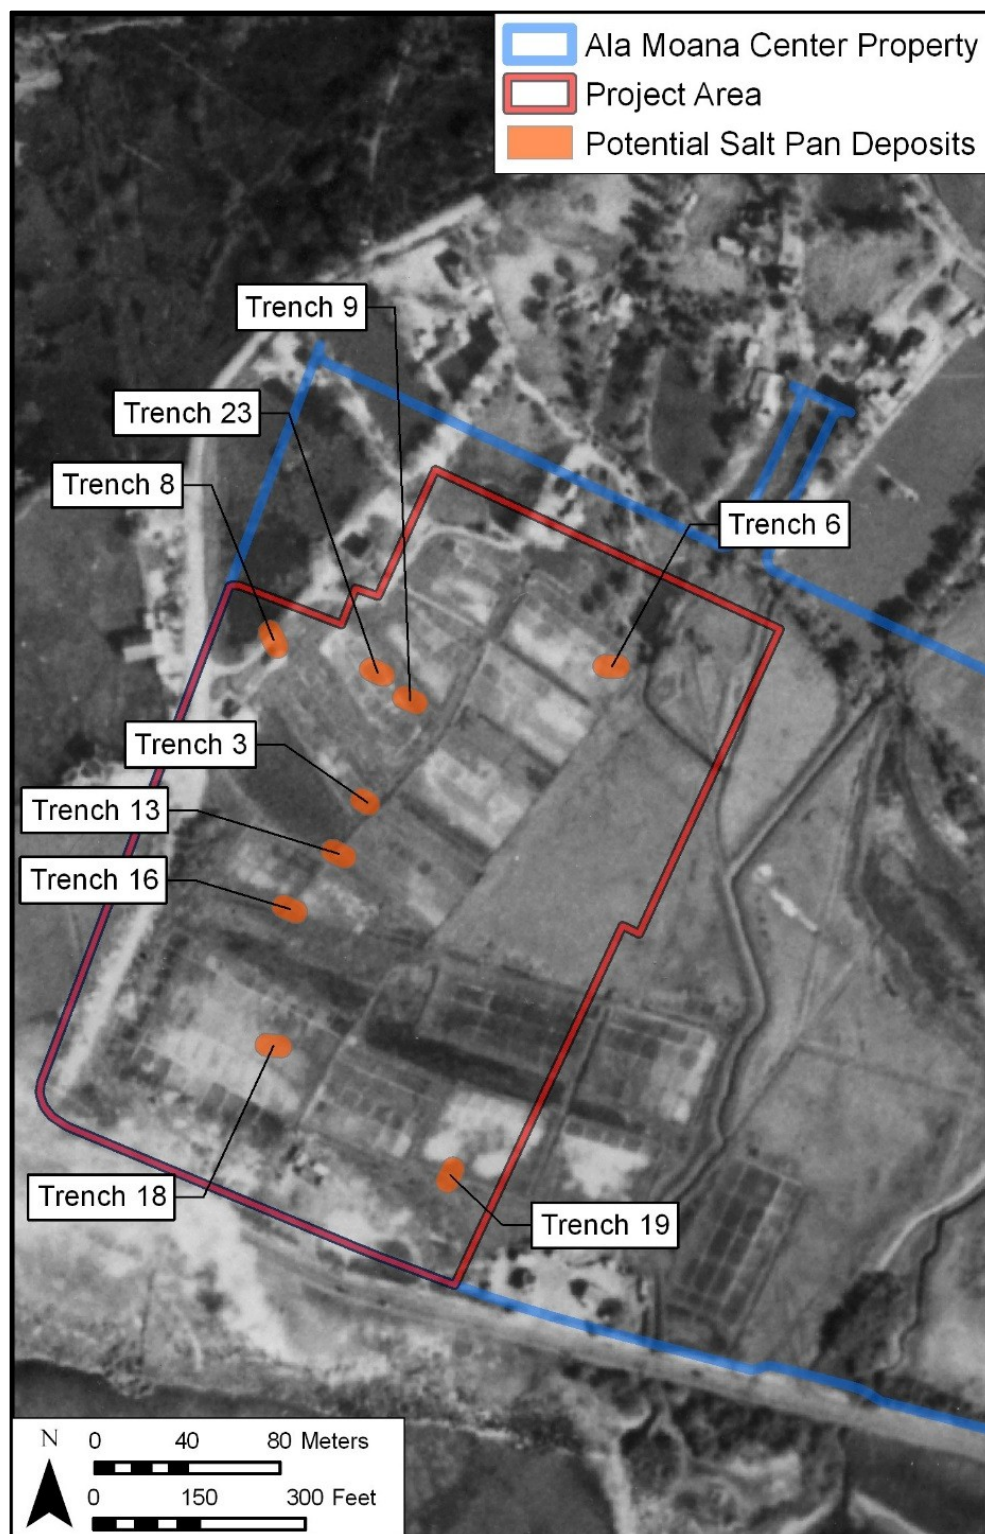 Ala Moana Center Property
Project Area
Potential Salt Pan Deposits
Trench 9
Trench 23
Trench 8
Trench 6
Trench 3
Trench 13
Trench 16
Trench 18
Trench 19
N
0 40 80 Meters
0 150 300 Feet